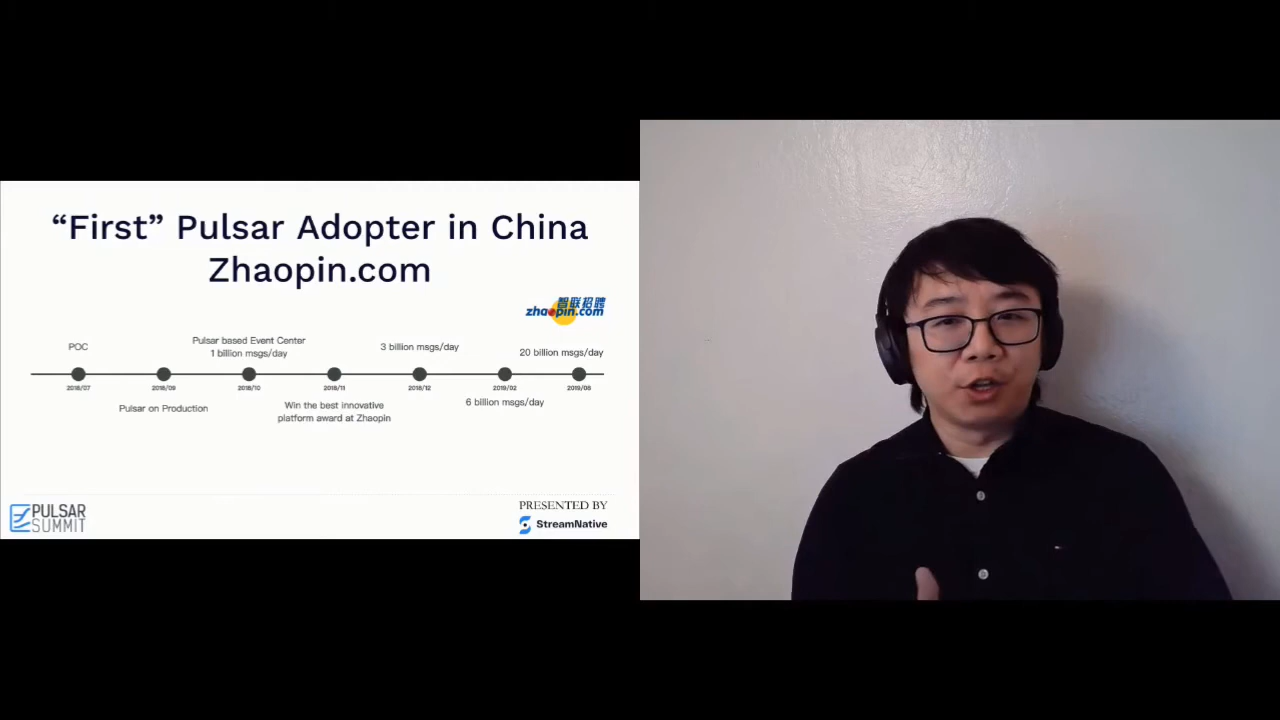 “First” Pulsar Adopter in China
Zhaopin.com
智联招聘
zhaopin.com
POC
Pulsar based Event Center
1 billion msgs/day
3 billion msgs/day
20 billion msgs/day
2018/07
2018/09
2018/10
2018/11
2018/12
2019/02
2019/08
Pulsar on Production
Win the best innovative
platform award at Zhaopin
6 billion msgs/day
PULSAR
SUMMIT
PRESENTED BY
StreamNative